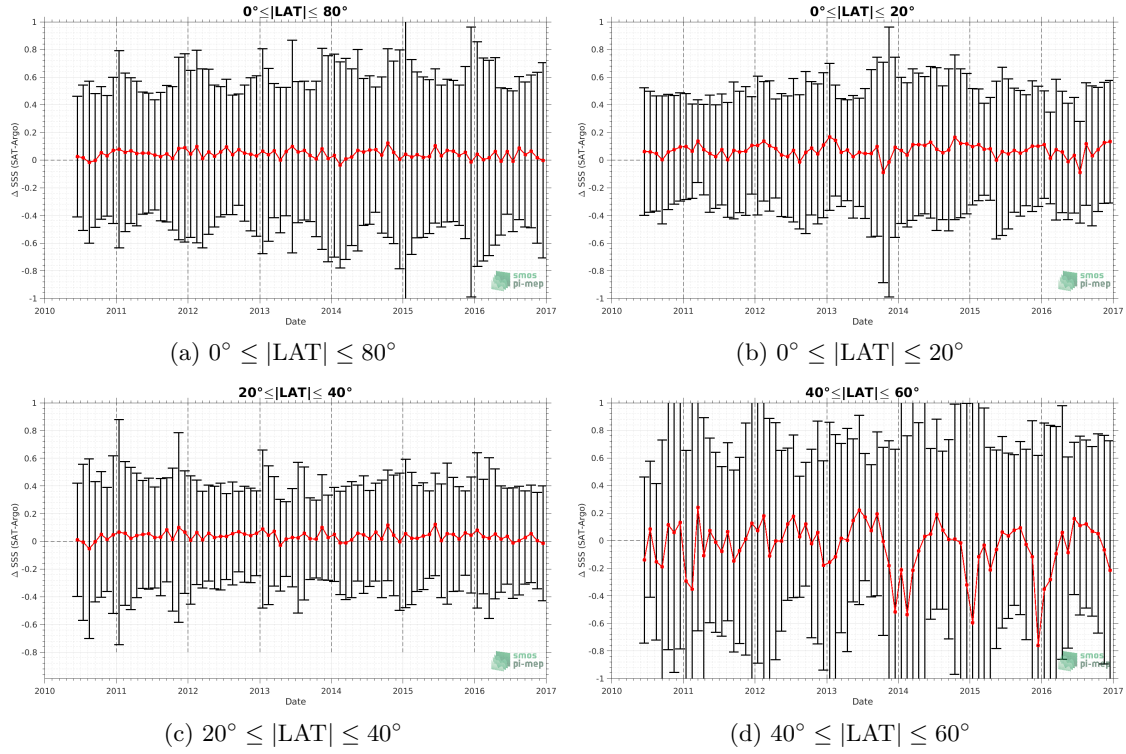 0°≤|LAT|≤ 80°
1
0.8
0.6
0.4
0.2
0
-0.2
-0.4
-0.6
-0.8
-1
Δ SSS (SAT-Argo)
2010 2011 2012 2013 2014 2015 2016 2017
Date
smos
pi-mep
(a) 0° ≤ |LAT| ≤ 80°
0°≤|LAT|≤ 20°
1
0.8
0.6
0.4
0.2
0
-0.2
-0.4
-0.6
-0.8
-1
Δ SSS (SAT-Argo)
2010 2011 2012 2013 2014 2015 2016 2017
Date
smos
pi-mep
(b) 0° ≤ |LAT| ≤ 20°
20°≤|LAT|≤ 40°
1
0.8
0.6
0.4
0.2
0
-0.2
-0.4
-0.6
-0.8
Δ SSS (SAT-Argo)
2010 2011 2012 2013 2014 2015 2016 2017
Date
smos
pi-mep
(c) 20° ≤ |LAT| ≤ 40°
40°≤|LAT|≤ 60°
1
0.8
0.6
0.4
0.2
0
-0.2
-0.4
-0.6
-0.8
-1
Δ SSS (SAT-Argo)
2010 2011 2012 2013 2014 2015 2016 2017
Date
smos
pi-mep
(d) 40° ≤ |LAT| ≤ 60°